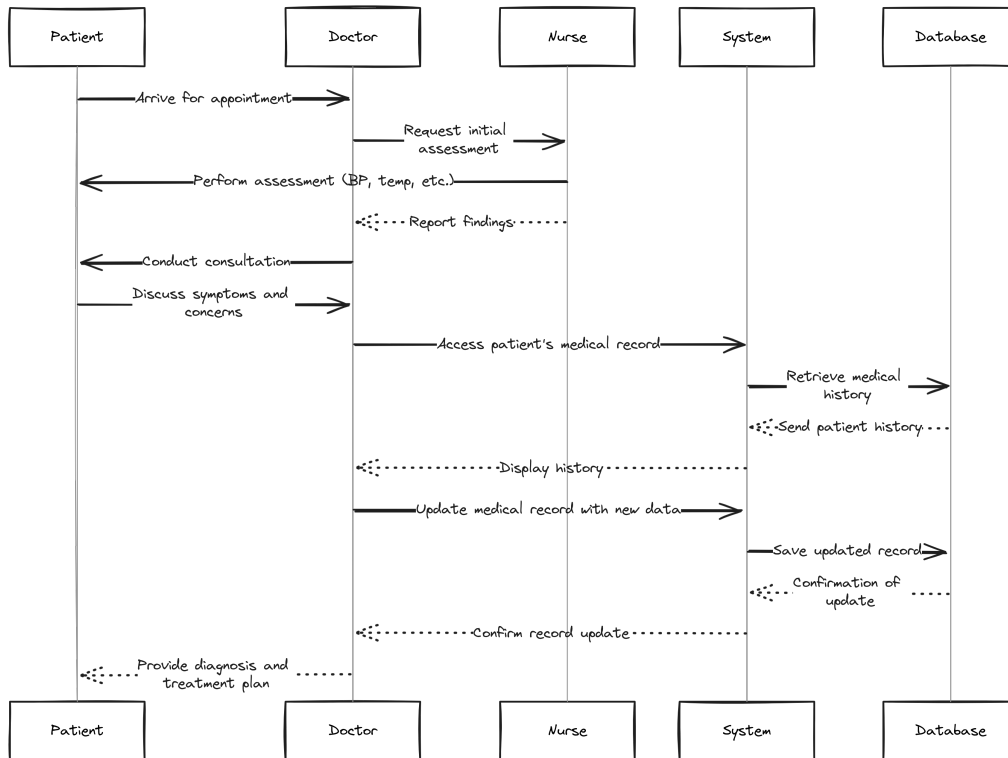 Patient
Doctor
Nurse
System
Database
Arrive for appointment
Request initial
assessment
Perform assessment (BP, temp, etc.)
Report findings
Conduct consultation
Discuss symptoms and
concerns
Access patient's medical record
Retrieve medical
history
Send patient history
Display history
Update medical record with new data
Save updated record
Confirmation of
update
Confirm record update
Provide diagnosis and
treatment plan
Patient
Doctor
Nurse
System
Database